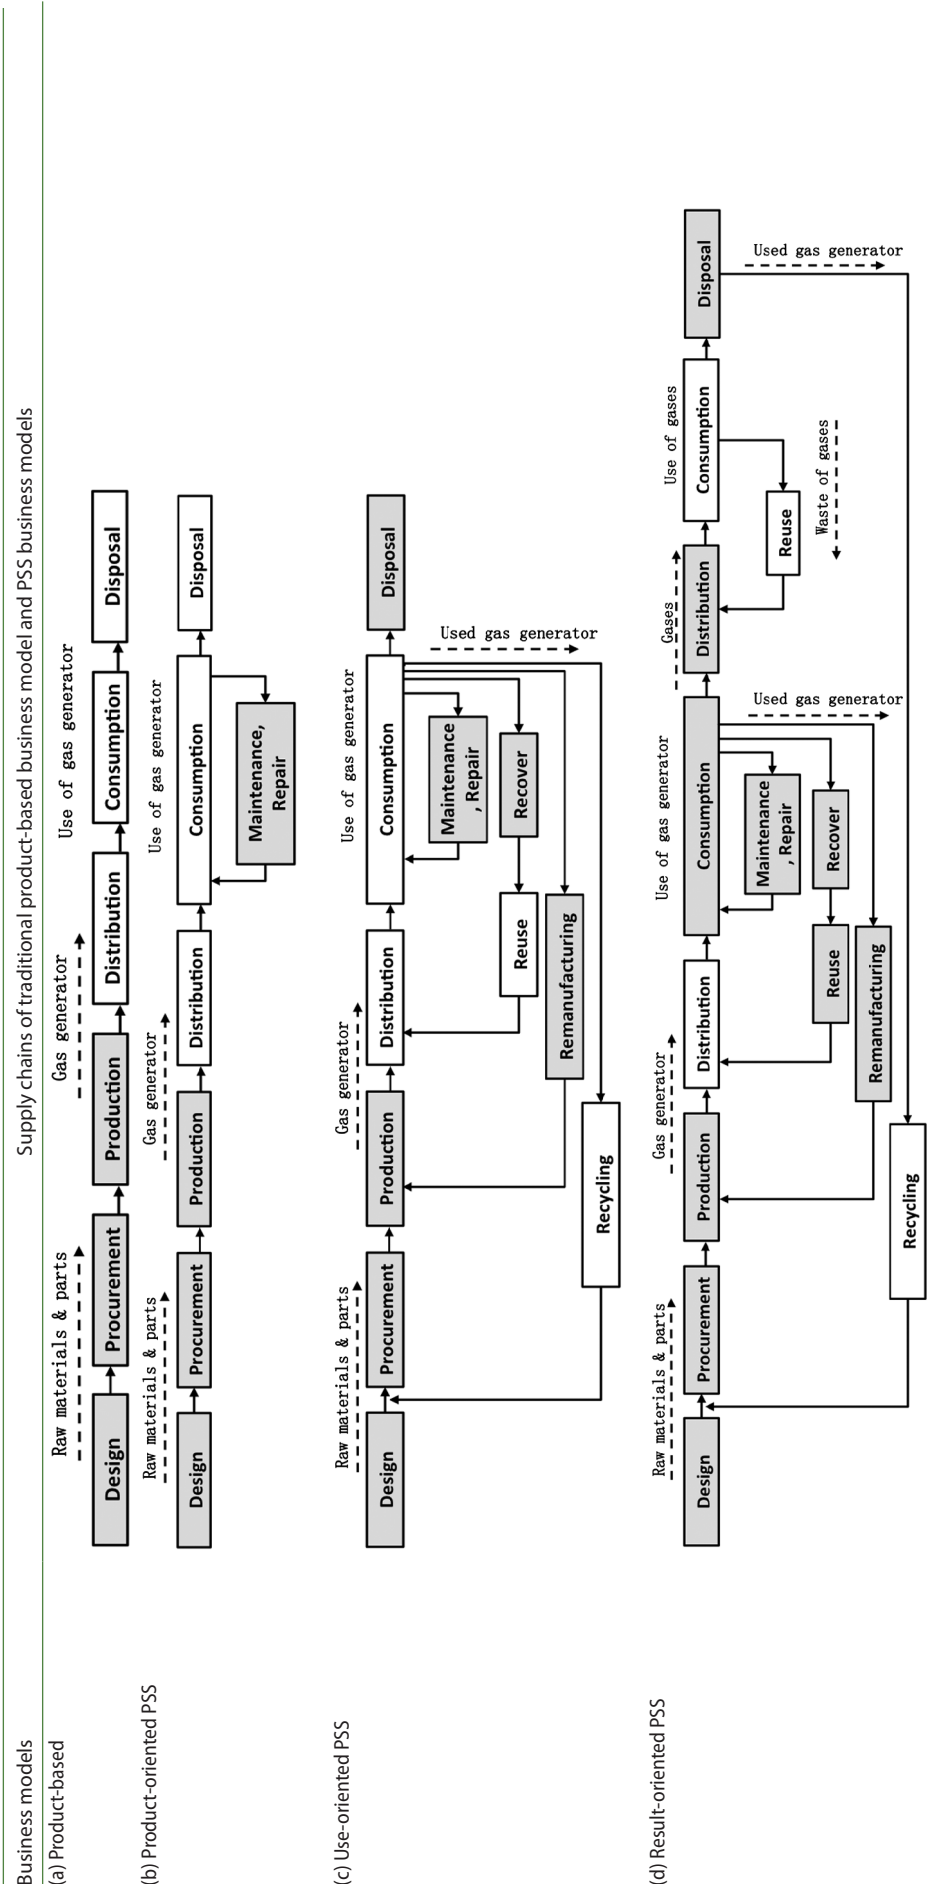 Business models
Supply chains of traditional product-based business model and PSS business models
(a) Product-based
Raw materials & parts
Gas generator
Use of gas generator
Design
Procurement
Production
Distribution
Consumption
Disposal
(b) Product-oriented PSS
Raw materials & parts
Gas generator
Use of gas generator
Design
Procurement
Production
Distribution
Consumption
Disposal
Maintenance,
Repair
(c) Use-oriented PSS
Raw materials & parts
Gas generator
Use of gas generator
Design
Procurement
Production
Distribution
Consumption
Disposal
Used gas generator
Maintenance
, Repair
Reuse
Recover
Remanufacturing
Recycling
(d) Result-oriented PSS
Raw materials & parts
Gas generator
Use of gas generator
Gases
Use of gases
Design
Procurement
Production
Distribution
Consumption
Distribution
Consumption
Disposal
Used gas generator
Maintenance
, Repair
Reuse
Used gas generator
Waste of gases
Reuse
Recover
Remanufacturing
Recycling